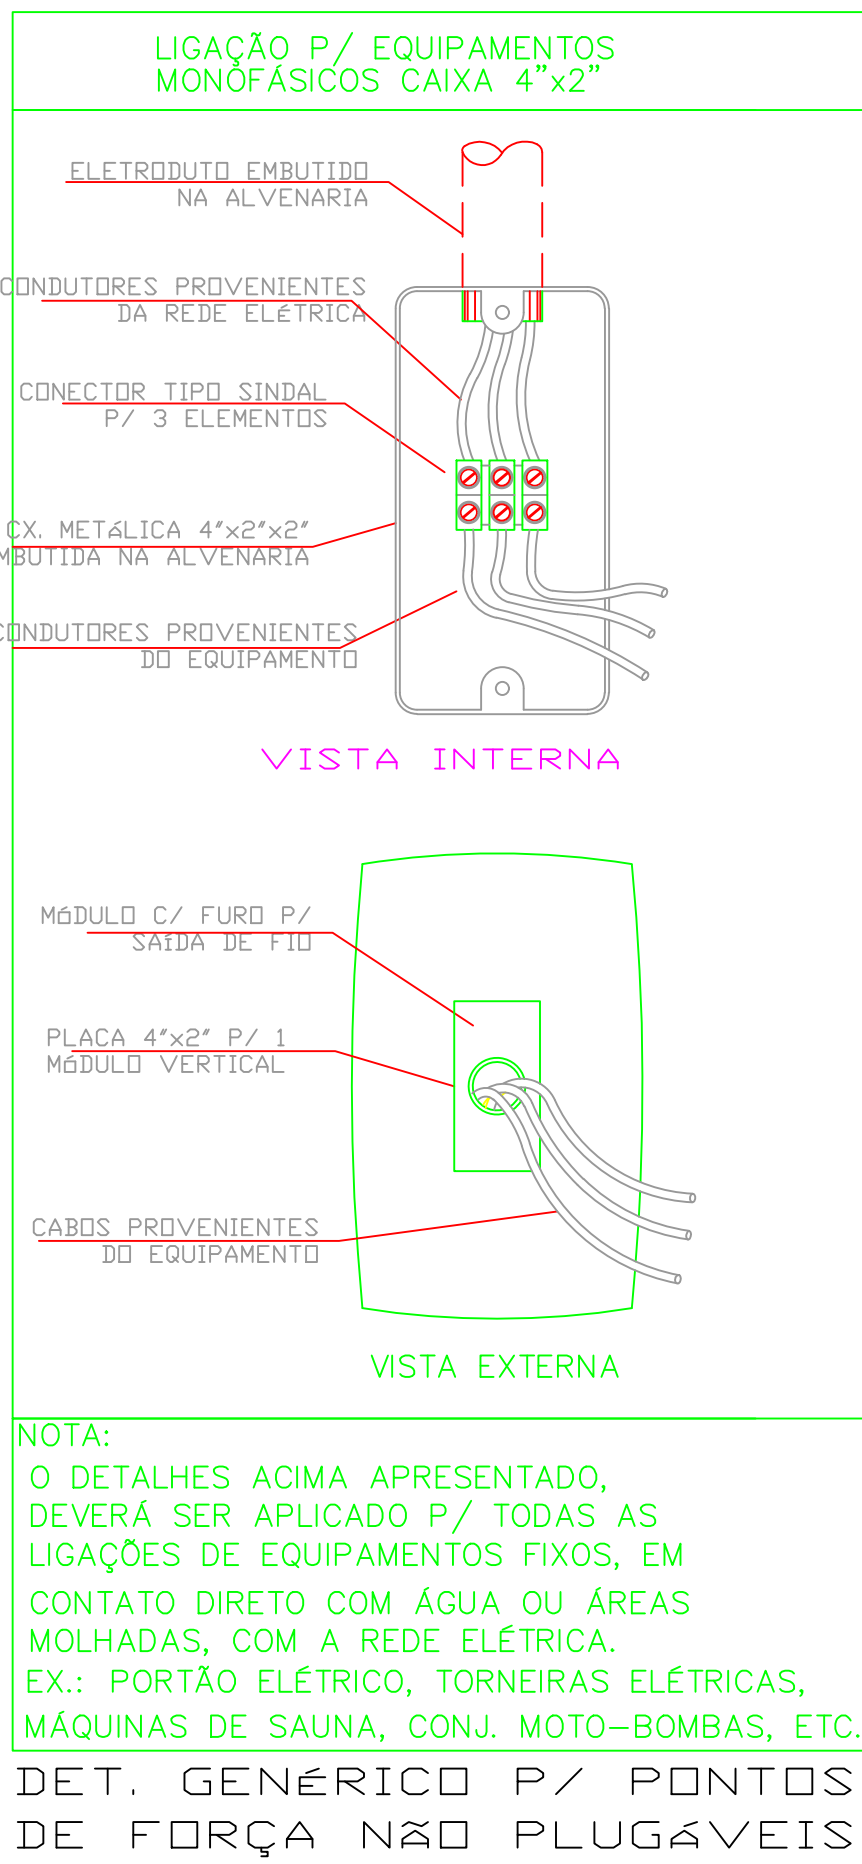 LIGAÇÃO P/ EQUIPAMENTOS
MONOFÁSICOS CAIXA 4”x2”
ELETRODUTO EMBUTIDO
NA ALVENARIA
CONDUTORES PROVENIENTES
DA REDE ELÉTRICA
CONECTOR TIPO SINDAL
P/ 3 ELEMENTOS
CX. METÁLICA 4"x2"x2"
MBUTIDA NA ALVENARIA
CONDUTORES PROVENIENTES
DO EQUIPAMENTO
VISTA INTERNA
MÓDULO C/ FURO P/
SAÍDA DE FIO
PLACA 4"x2" P/ 1
MÓDULO VERTICAL
CABOS PROVENIENTES
DO EQUIPAMENTO
VISTA EXTERNA
NOTA:
O DETALHES ACIMA APRESENTADO,
DEVERÁ SER APLICADO P/ TODAS AS
LIGAÇÕES DE EQUIPAMENTOS FIXOS, EM
CONTATO DIRETO COM ÁGUA OU ÁREAS
MOLHADAS, COM A REDE ELÉTRICA.
EX.: PORTÃO ELÉTRICO, TORNEIRAS ELÉTRICAS,
MÁQUINAS DE SAUNA, CONJ. MOTO-BOMBAS, ETC.
DET. GENÉRICO P/ PONTOS
DE FORÇA NÃO PLUGÁVEIS